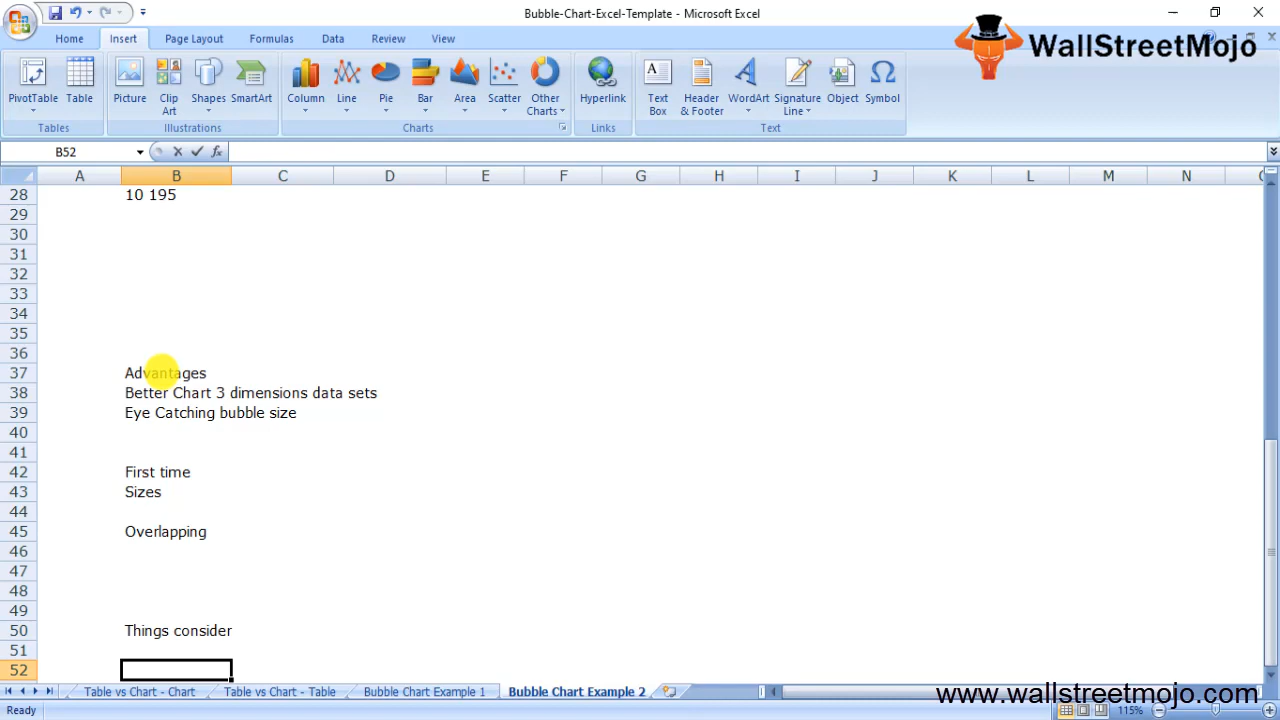 Bubble-Chart-Excel-Template - Microsoft Excel
WallStreetMojo
Home Insert Page Layout Formulas Data Review View
PivotTable Table Picture Clip Art Shapes SmartArt Column Line Pie Bar Area Scatter Other Charts Hyperlink Text Box Header & Footer WordArt Signature Line Object Symbol
Tables Illustrations Charts Links Text
B52 fx
A B C D E F G H I J K L M N
28 10 195
29
30
31
32
33
34
35
36
37 Advantages
38 Better Chart 3 dimensions data sets
39 Eye Catching bubble size
40
41
42 First time
43 Sizes
44
45 Overlapping
46
47
48
49
50 Things consider
51
52
Table vs Chart - Chart Table vs Chart - Table Bubble Chart Example 1 Bubble Chart Example 2
www.wallstreetmojo.com
Ready 115%